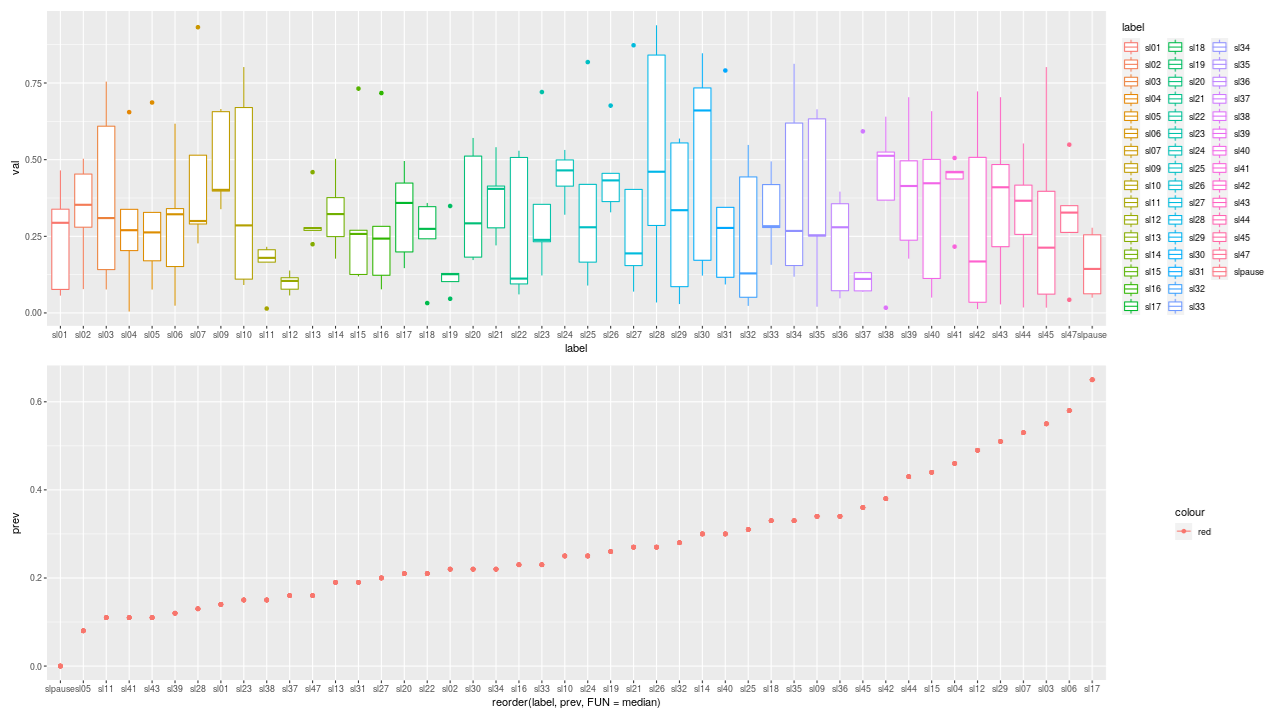 val
0.75
0.50
0.25
0.00
sl01 sl02 sl03 sl04 sl05 sl06 sl07 sl09 sl10 sl11 sl12 sl13 sl14 sl15 sl16 sl17 sl18 sl19 sl20 sl21 sl22 sl23 sl24 sl25 sl26 sl27 sl28 sl29 sl30 sl31 sl32 sl33 sl34 sl35 sl36 sl37 sl38 sl39 sl40 sl41 sl42 sl43 sl44 sl45 sl47 slpause
label
label
sl01 sl18 sl34
sl02 sl19 sl35
sl03 sl20 sl36
sl04 sl21 sl37
sl05 sl22 sl38
sl06 sl23 sl39
sl07 sl24 sl40
sl09 sl25 sl41
sl10 sl26 sl42
sl11 sl27 sl43
sl12 sl28 sl44
sl13 sl29 sl45
sl14 sl30 sl47
sl15 sl31 slpause
sl16 sl32
sl17 sl33
prev
0.6
0.4
0.2
0.0
slpause sl05 sl11 sl41 sl43 sl39 sl28 sl01 sl23 sl38 sl37 sl47 sl13 sl31 sl27 sl20 sl22 sl02 sl30 sl34 sl16 sl33 sl10 sl24 sl19 sl21 sl26 sl32 sl14 sl40 sl25 sl18 sl35 sl09 sl36 sl45 sl42 sl44 sl15 sl04 sl12 sl29 sl07 sl03 sl06 sl17
reorder(label, prev, FUN = median)
colour
red